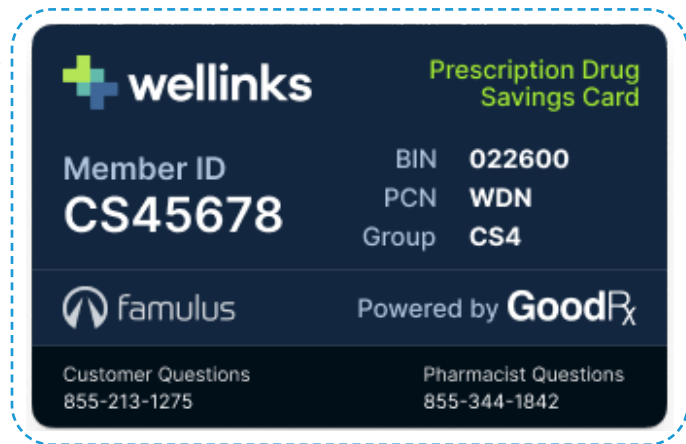 wellinks
Prescription Drug
Savings Card
Member ID
CS45678
BIN 022600
PCN WDN
Group CS4
famulus
Powered by GoodRx
Customer Questions
855-213-1275
Pharmacist Questions
855-344-1842